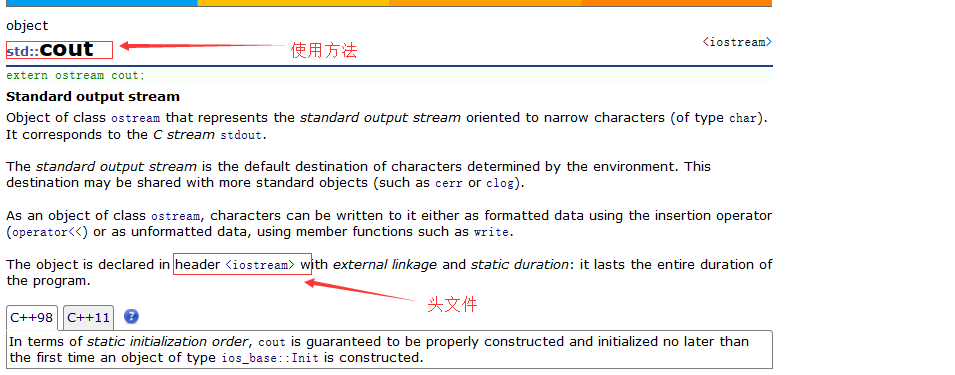 object
std::cout
使用方法
<iostream>
extern ostream cout;
Standard output stream
Object of class ostream that represents the standard output stream oriented to narrow characters (of type char).
It corresponds to the C stream stdout.
The standard output stream is the default destination of characters determined by the environment. This
destination may be shared with more standard objects (such as cerr or clog).
As an object of class ostream, characters can be written to it either as formatted data using the insertion operator
(operator<<) or as unformatted data, using member functions such as write.
The object is declared in header <iostream> with external linkage and static duration: it lasts the entire duration of
the program.
头文件
C++98 C++11 ?
In terms of static initialization order, cout is guaranteed to be properly constructed and initialized no later than
the first time an object of type ios_base::Init is constructed.